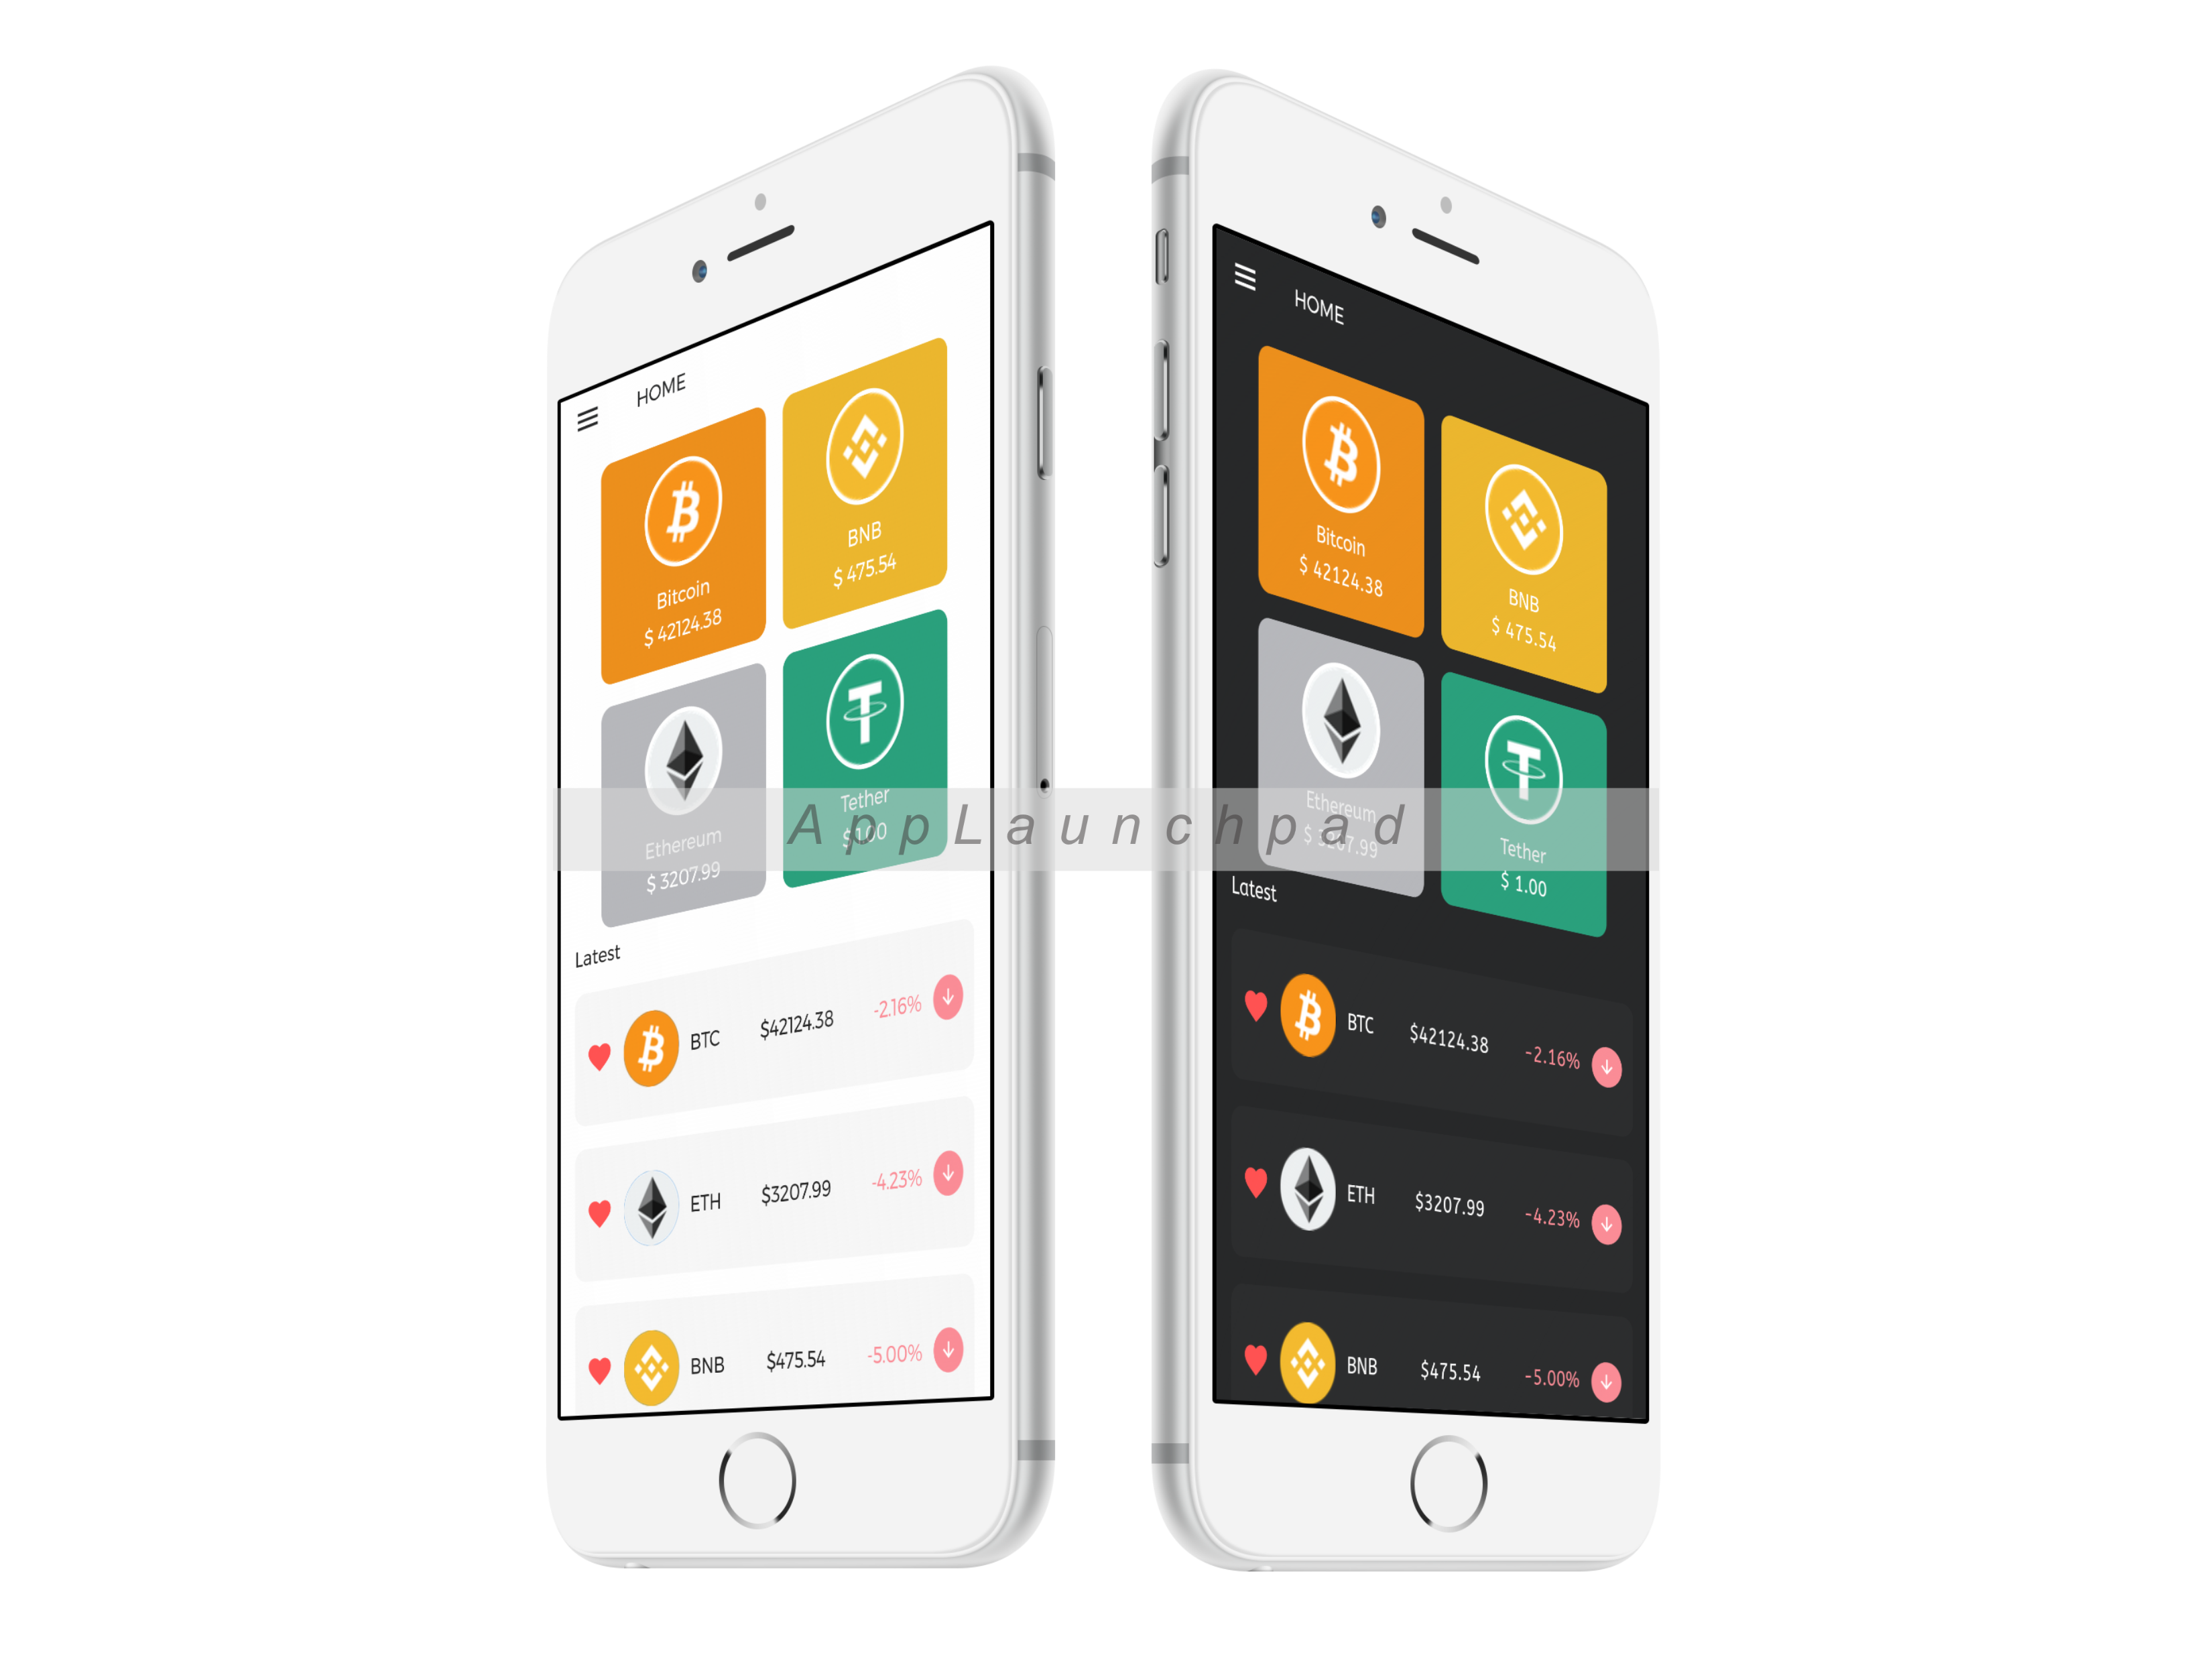 HOME
Bitcoin
$ 42124.38
BNB
$ 475.54
Ethereum
$ 3207.99
Tether
$ 1.00
Latest
BTC $42124.38 -2.16%
ETH $3207.99 -4.23%
BNB $475.54 -5.00%
HOME
Bitcoin
$ 42124.38
BNB
$ 475.54
Ethereum
$ 3207.99
Tether
$ 1.00
Latest
BTC $42124.38 -2.16%
ETH $3207.99 -4.23%
BNB $475.54 -5.00%
AppLaunchpad